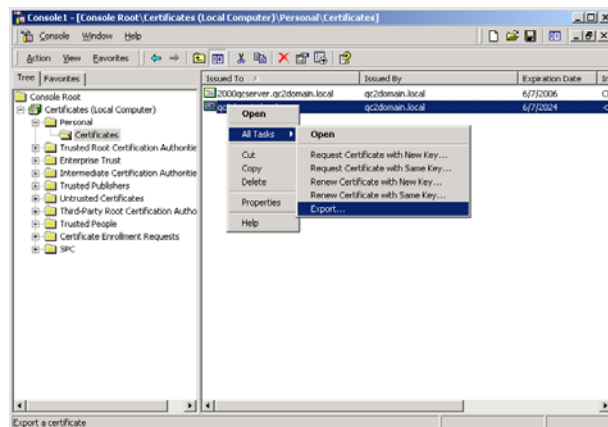 Console1 - [Console Root\Certificates (Local Computer)\Personal\Certificates]
Console Window Help
Action View Favorites
Tree Favorites
Issued To Issued By Expiration Date
Console Root
Certificates (Local Computer)
Personal
Certificates
Trusted Root Certification Authoritie
Enterprise Trust
Intermediate Certification Authoritie
Trusted Publishers
Untrusted Certificates
Third-Party Root Certification Autho
Trusted People
Certificate Enrollment Requests
SPC
2000qcserver.qc2domain.local qc2domain.local 6/7/2006
qc2domain.local 6/7/2024
Open
All Tasks
Cut
Copy
Delete
Properties
Help
Open
Request Certificate with New Key...
Request Certificate with Same Key...
Renew Certificate with New Key...
Renew Certificate with Same Key...
Export...
Export a certificate